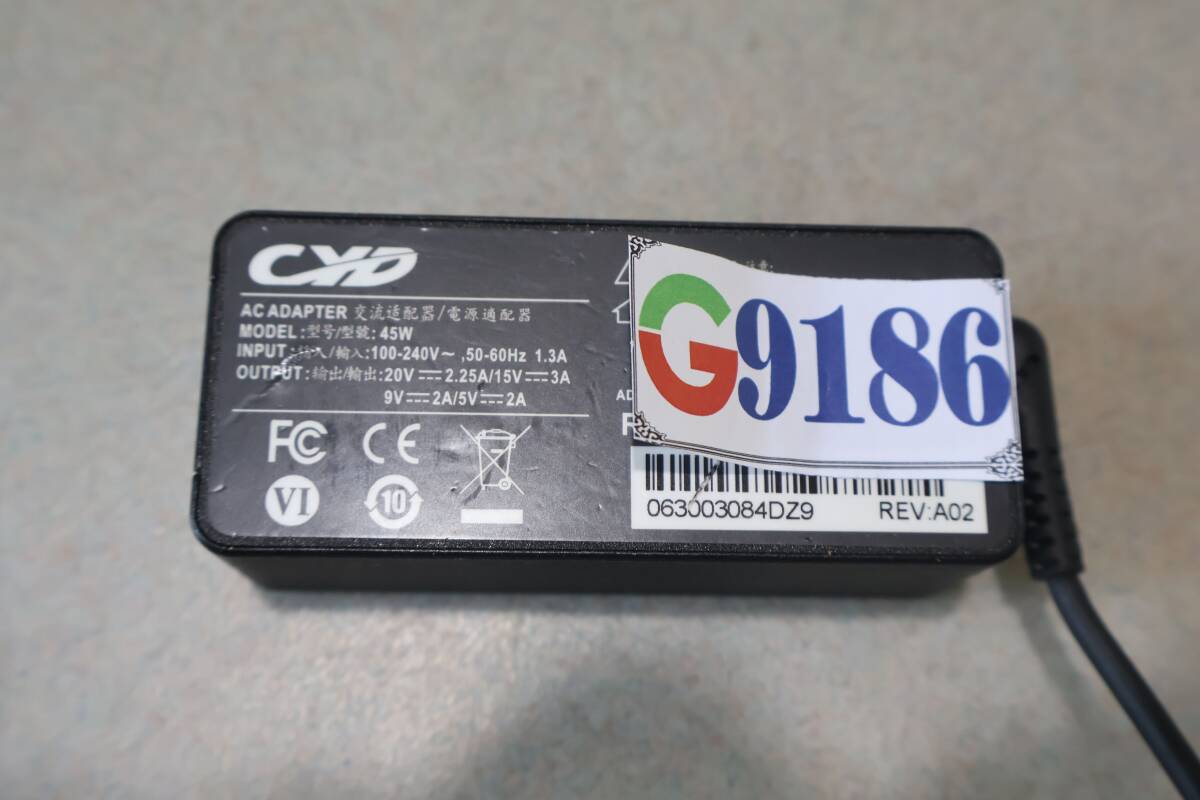 CYD
AC ADAPTER 交流适配器/電源適配器
MODEL:型号/型號: 45W
INPUT:输入/輸入:100-240V～ ,50-60Hz 1.3A
OUTPUT:输出/輸出:20V⎓2.25A/15V⎓3A
9V⎓2A/5V⎓2A
FC CE
VI 10
G9186
AD
063003084DZ9 REV:A02